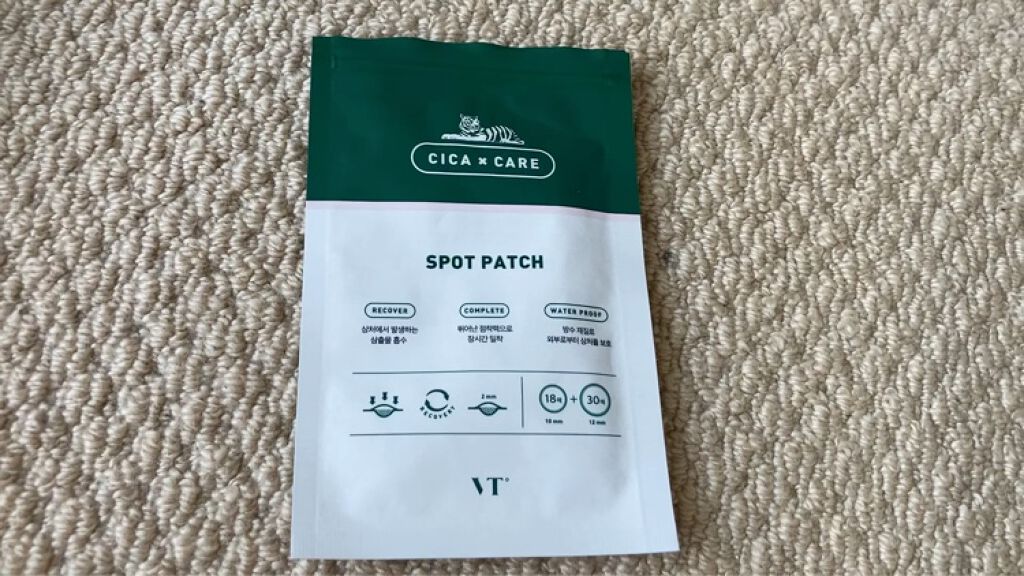 CICA × CARE
SPOT PATCH
RECOVER
상처에서 발생하는
삼출물 흡수
COMPLETE
뛰어난 점착력으로
장시간 밀착
WATER PROOF
방수 재질로
외부로부터 상처를 보호
RECOVERY
2 mm
18매 + 30매
10 mm
12 mm
VT